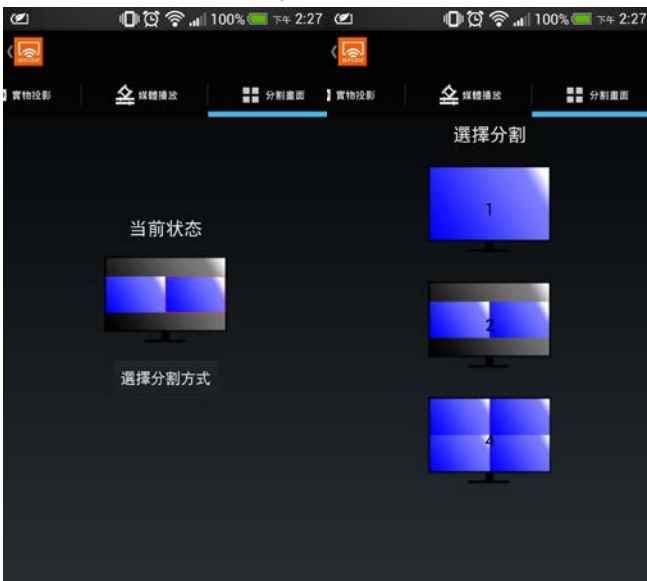 100% 下午 2:27
實物投影 媒體播放 分割畫面
当前状态
選擇分割方式
100% 下午 2:27
實物投影 媒體播放 分割畫面
選擇分割
1
2
4